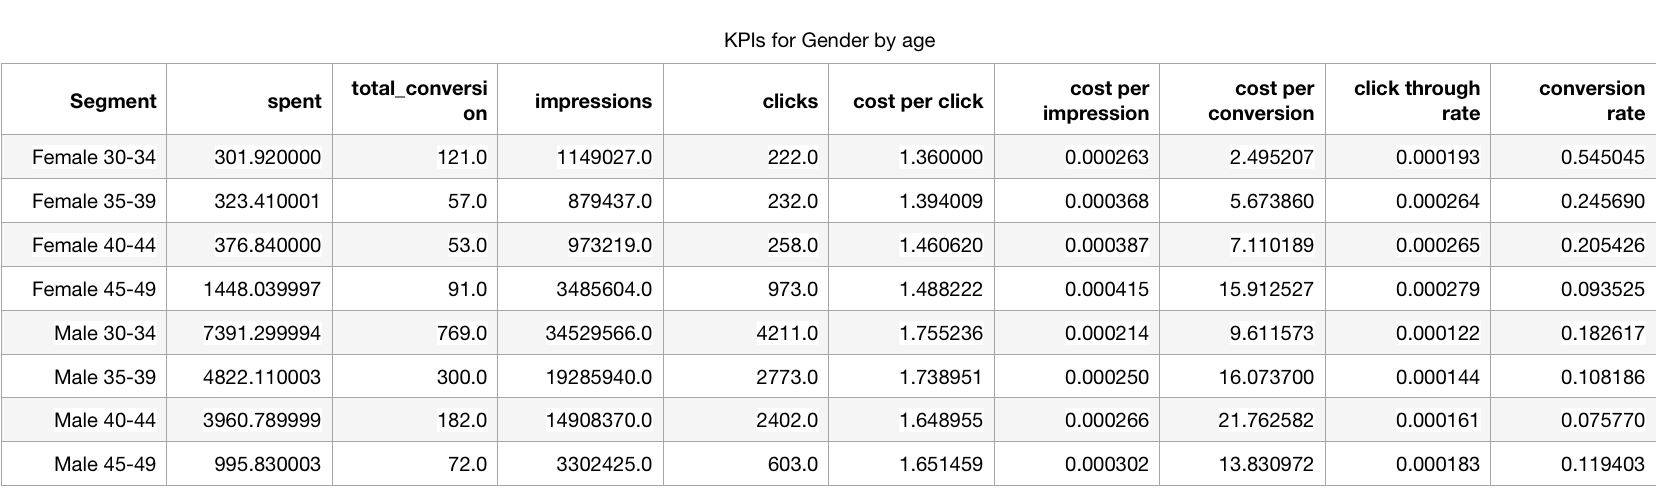 KPIs for Gender by age
Segment spent total_conversi on impressions clicks cost per click cost per impression cost per conversion click through rate conversion rate
Female 30-34 301.920000 121.0 1149027.0 222.0 1.360000 0.000263 2.495207 0.000193 0.545045
Female 35-39 323.410001 57.0 879437.0 232.0 1.394009 0.000368 5.673860 0.000264 0.245690
Female 40-44 376.840000 53.0 973219.0 258.0 1.460620 0.000387 7.110189 0.000265 0.205426
Female 45-49 1448.039997 91.0 3485604.0 973.0 1.488222 0.000415 15.912527 0.000279 0.093525
Male 30-34 7391.299994 769.0 34529566.0 4211.0 1.755236 0.000214 9.611573 0.000122 0.182617
Male 35-39 4822.110003 300.0 19285940.0 2773.0 1.738951 0.000250 16.073700 0.000144 0.108186
Male 40-44 3960.789999 182.0 14908370.0 2402.0 1.648955 0.000266 21.762582 0.000161 0.075770
Male 45-49 995.830003 72.0 3302425.0 603.0 1.651459 0.000302 13.830972 0.000183 0.119403